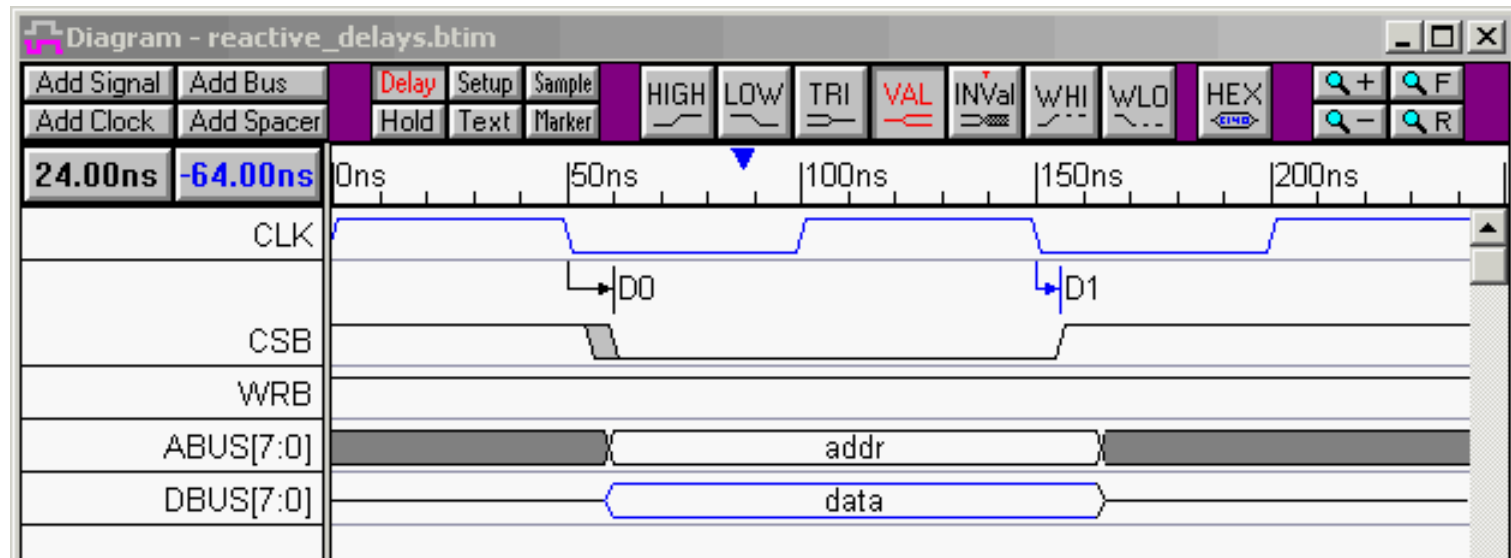 Diagram - reactive_delays.btim
Add Signal Add Bus Delay Setup Sample HIGH LOW TRI VAL INVal WHI WLO HEX + F
Add Clock Add Spacer Hold Text Marker - R
24.00ns -64.00ns 0ns 50ns 100ns 150ns 200ns
CLK
D0 D1
CSB
WRB
ABUS[7:0] addr
DBUS[7:0] data